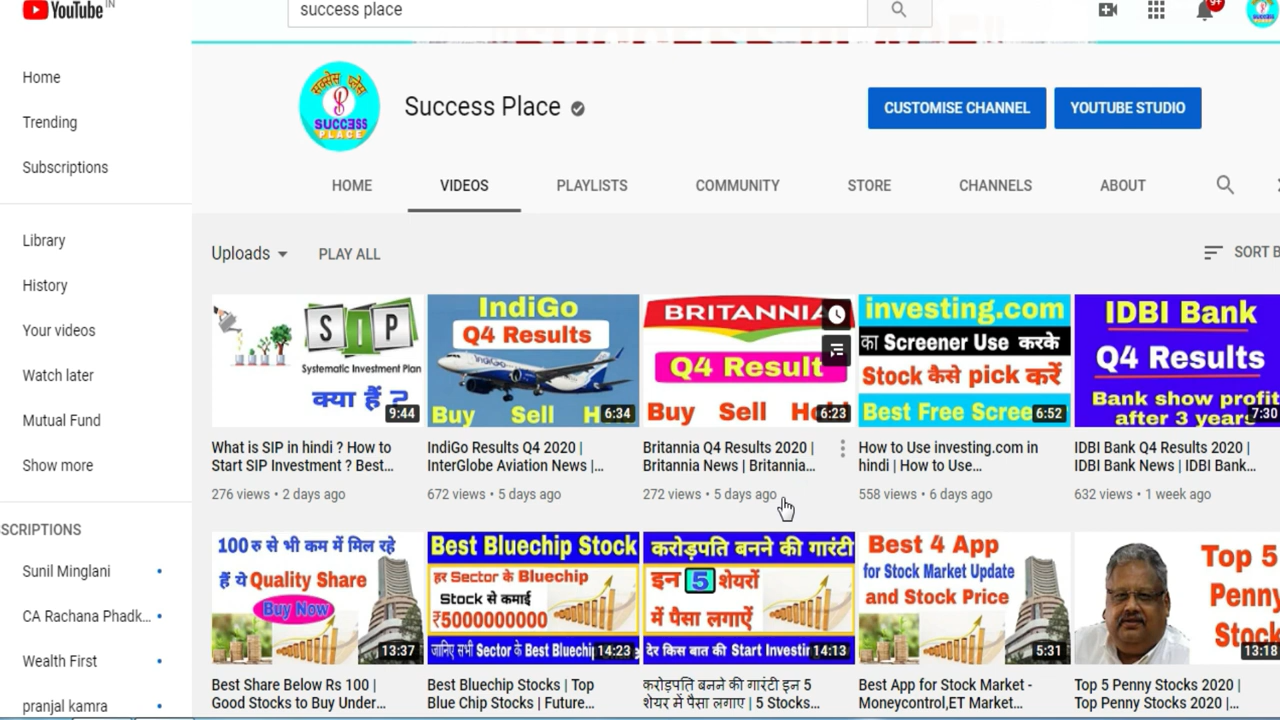 YouTube IN
success place
9+
Home
Trending
Subscriptions
Library
History
Your videos
Watch later
Mutual Fund
Show more
SCRIPTIONS
Sunil Minglani
CA Rachana Phadk...
Wealth First
pranjal kamra
सक्सेस प्लेस
SUCCESS
PLACE
Success Place
CUSTOMISE CHANNEL
YOUTUBE STUDIO
HOME
VIDEOS
PLAYLISTS
COMMUNITY
STORE
CHANNELS
ABOUT
Uploads
PLAY ALL
SORT B
SIP
Systematic Investment Plan
क्या हैं ?
9:44
What is SIP in hindi ? How to
Start SIP Investment ? Best...
276 views • 2 days ago
IndiGo
Q4 Results
IndiGo
Buy Sell H
6:34
IndiGo Results Q4 2020 |
InterGlobe Aviation News |...
672 views • 5 days ago
BRITANNIA
Q4 Result
Buy Sell Ho
6:23
Britannia Q4 Results 2020 |
Britannia News | Britannia...
272 views • 5 days ago
investing.com
का Screener Use करके
Stock कैसे pick करें
Best Free Scree
6:52
How to Use investing.com in
hindi | How to Use...
558 views • 6 days ago
IDBI Bank
Q4 Results
Bank show profit
after 3 years
7:30
IDBI Bank Q4 Results 2020 |
IDBI Bank News | IDBI Bank...
632 views • 1 week ago
100 रु से भी कम में मिल रहे
हैं ये Quality Share
Buy Now
13:37
Best Share Below Rs 100 |
Good Stocks to Buy Under...
Best Bluechip Stock
हर Sector के Bluechip
Stock से कमाई
₹5000000000
जानिए सभी Sector के Best Bluechi
14:23
Best Bluechip Stocks | Top
Blue Chip Stocks | Future...
करोड़पति बनने की गारंटी
इन 5 शेयरों
में पैसा लगाऐं
देर किस बात की Start Investin
14:13
करोड़पति बनने की गारंटी इन 5
शेयर में पैसा लगाए | 5 Stocks...
Best 4 App
for Stock Market Update
and Stock Price
5:31
Best App for Stock Market -
Moneycontrol,ET Market...
Top 5
Penny
Stock
13:18
Top 5 Penny Stocks 2020 |
Top Penny Stocks 2020 |...